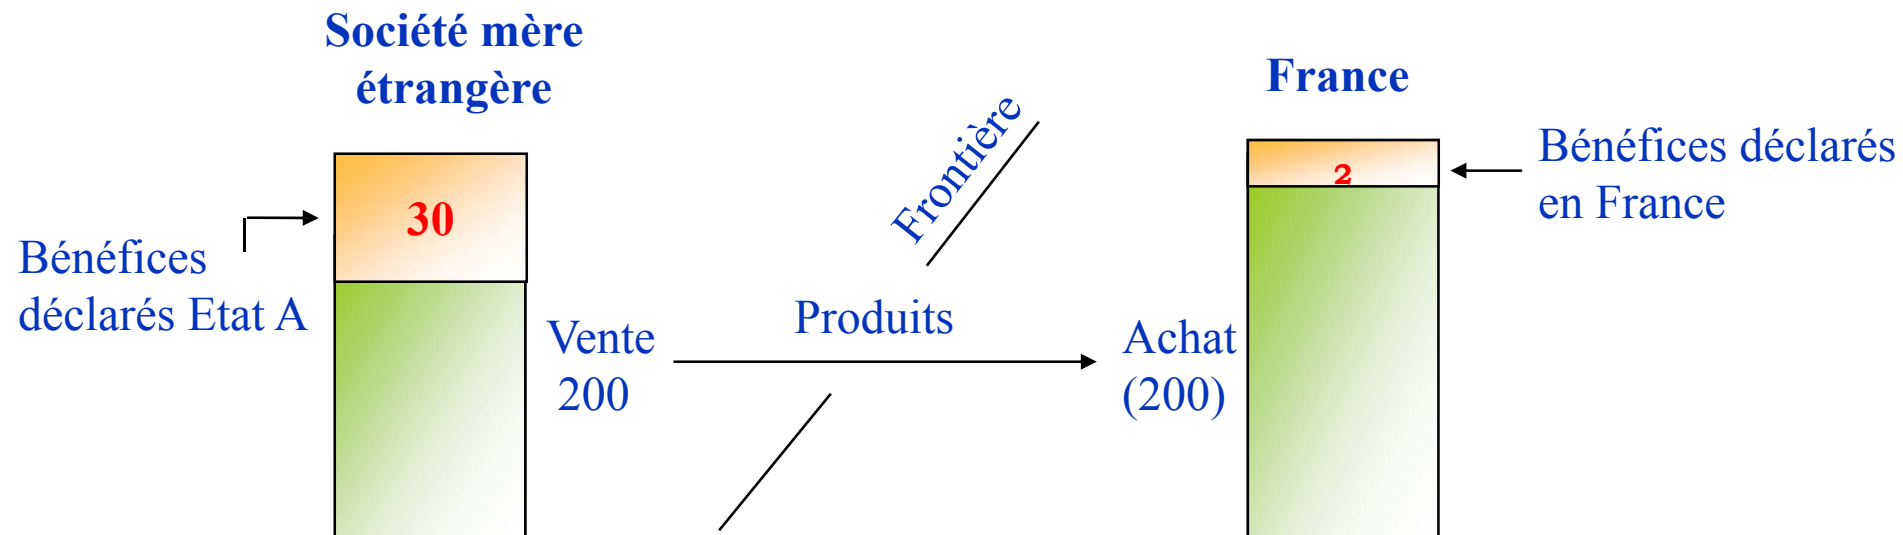 Société mère
étrangère
France
Frontière
Bénéfices déclarés
en France
2
30
Bénéfices
déclarés Etat A
Produits
Vente
200
Achat
(200)